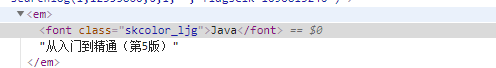 <em>
<font class="skcolor_ljg">Java</font> == $0
"从入门到精通（第5版）"
</em>